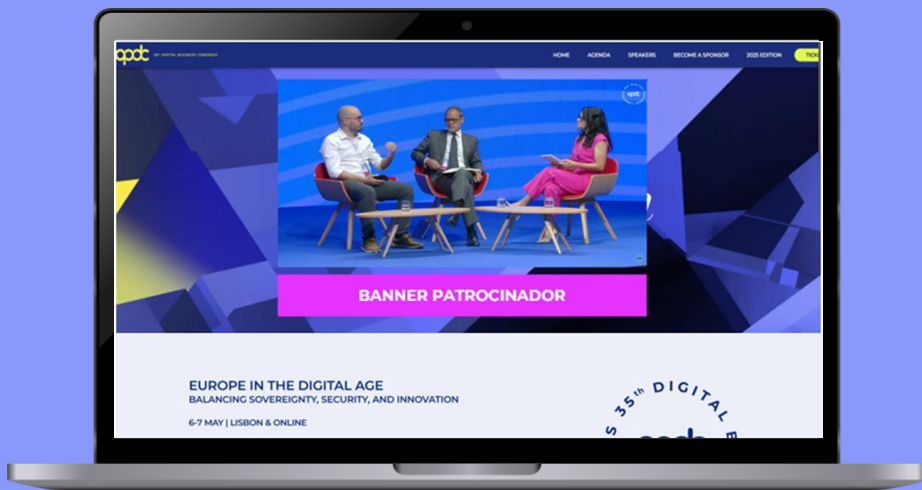 apdc
35º DIGITAL BUSINESS CONGRESS
HOME AGENDA SPEAKERS BECOME A SPONSOR 2025 EDITION
apdc
BANNER PATROCINADOR
EUROPE IN THE DIGITAL AGE
BALANCING SOVEREIGNTY, SECURITY, AND INNOVATION
6-7 MAY | LISBON & ONLINE
35th DIGITAL